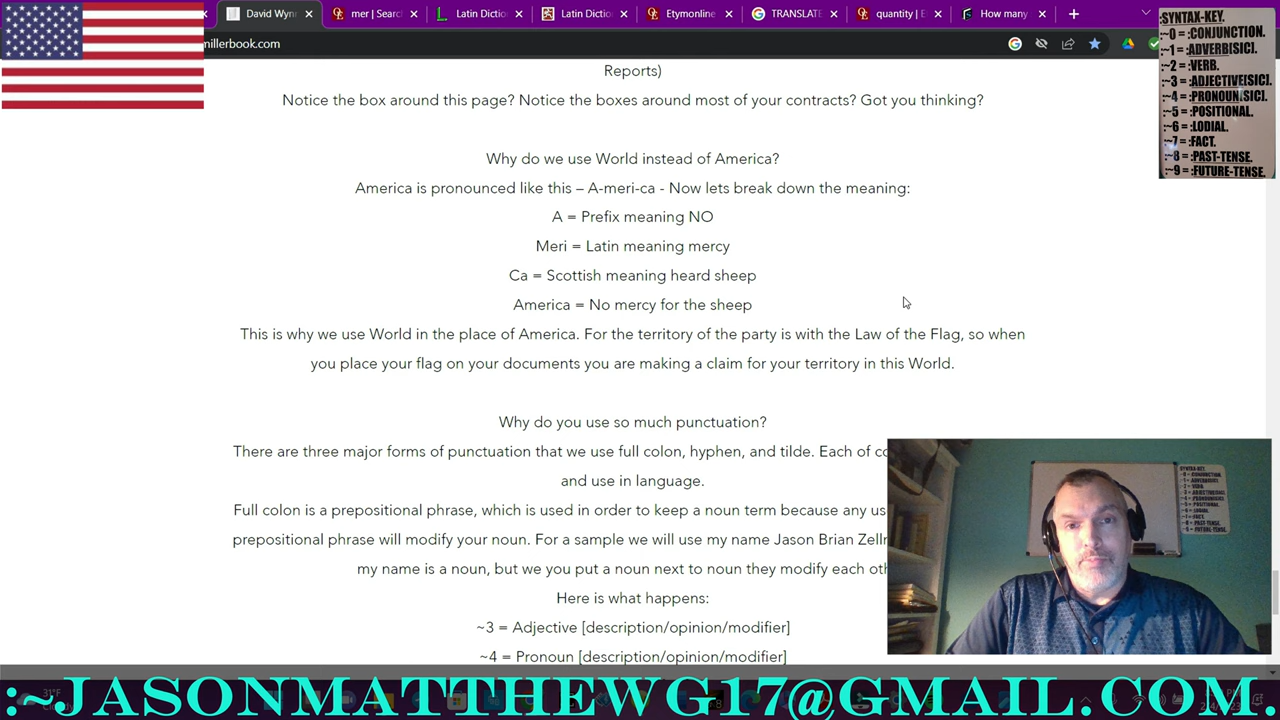 David Wyn
mer | Searc
Latin Dictio
Latin Dictio
Etymonline
TRANSLATE
quantity | E
How many
millerbook.com
:SYNTAX-KEY.
:~0 = :CONJUNCTION.
:~1 = :ADVERB[SIC].
:~2 = :VERB.
:~3 = :ADJECTIVE[SIC].
:~4 = :PRONOUN[SIC].
:~5 = :POSITIONAL.
:~6 = :LODIAL.
:~7 = :FACT.
:~8 = :PAST-TENSE.
:~9 = :FUTURE-TENSE.
Reports)
Notice the box around this page? Notice the boxes around most of your contracts? Got you thinking?
Why do we use World instead of America?
America is pronounced like this – A-meri-ca - Now lets break down the meaning:
A = Prefix meaning NO
Meri = Latin meaning mercy
Ca = Scottish meaning heard sheep
America = No mercy for the sheep
This is why we use World in the place of America. For the territory of the party is with the Law of the Flag, so when
you place your flag on your documents you are making a claim for your territory in this World.
Why do you use so much punctuation?
There are three major forms of punctuation that we use full colon, hyphen, and tilde. Each of co
and use in language.
Full colon is a prepositional phrase, which is used in order to keep a noun term because any us
prepositional phrase will modify your noun. For a sample we will use my name Jason Brian Zelln
my name is a noun, but we you put a noun next to noun they modify each oth
Here is what happens:
~3 = Adjective [description/opinion/modifier]
~4 = Pronoun [description/opinion/modifier]
: ~JASONMATTHEWG17@GMAIL.COM.